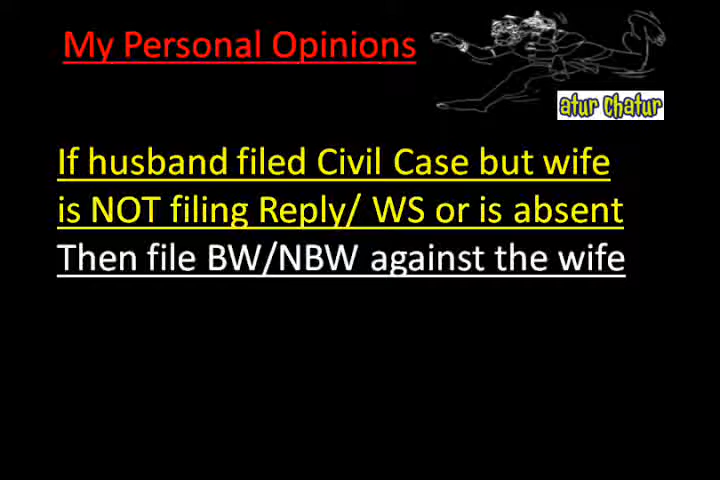 My Personal Opinions
atur Chatur
If husband filed Civil Case but wife
is NOT filing Reply/ WS or is absent
Then file BW/NBW against the wife